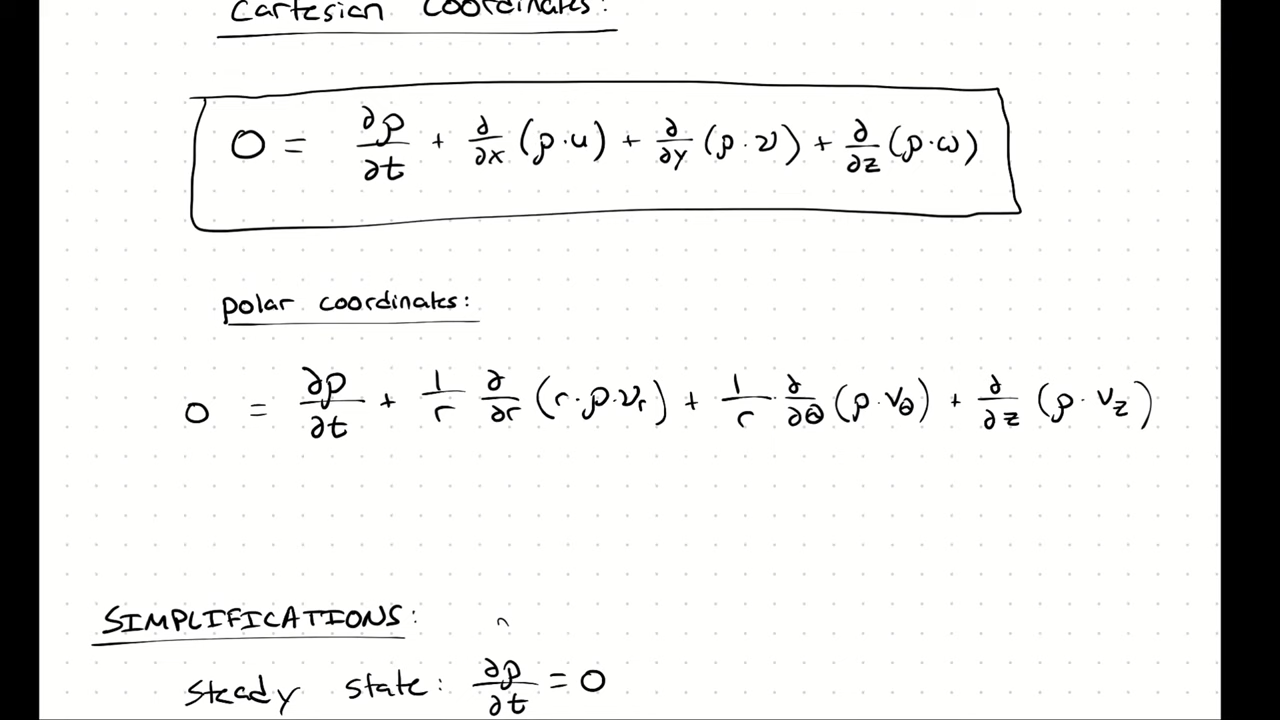 Cartesian Coordinates:
0 = ∂ρ/∂t + ∂/∂x (ρ·u) + ∂/∂y (ρ·v) + ∂/∂z (ρ·ω)
polar coordinates:
0 = ∂ρ/∂t + 1/r ∂/∂r (r·ρ·v_r) + 1/r · ∂/∂θ (ρ·v_θ) + ∂/∂z (ρ·v_z)
SIMPLIFICATIONS:
steady state: ∂ρ/∂t = 0